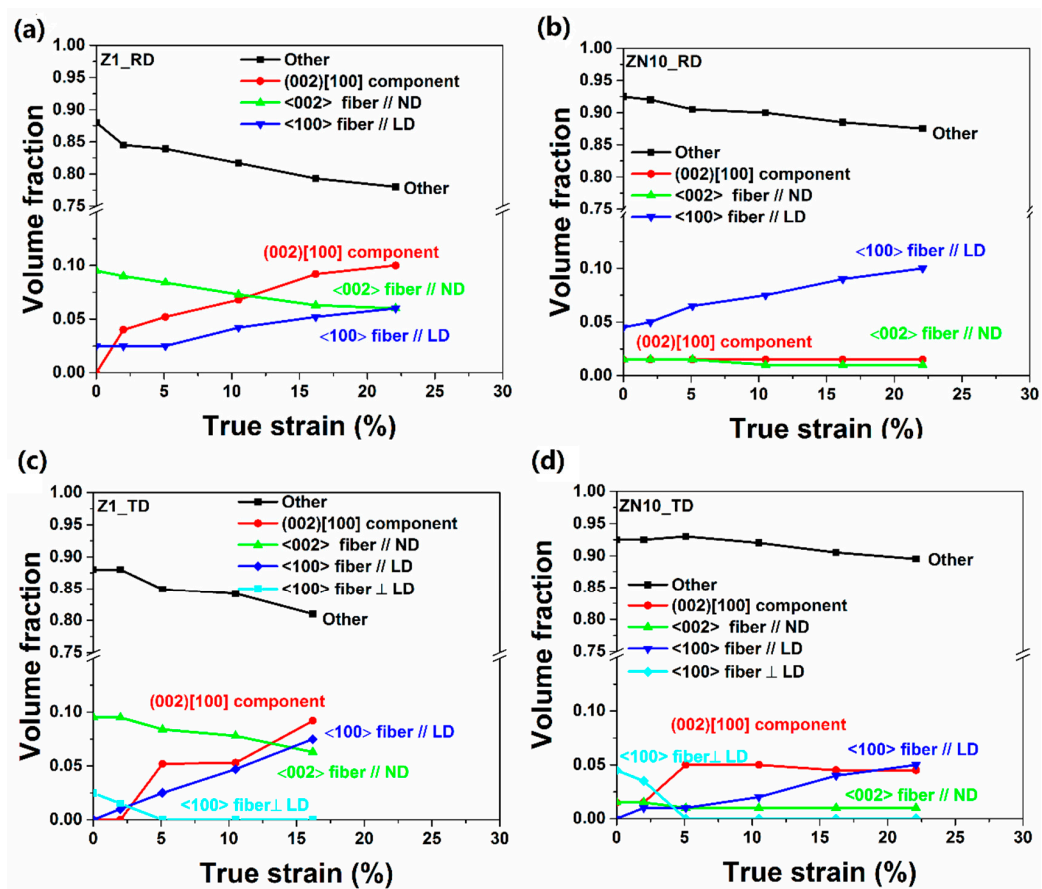 (a)
Z1_RD
Other
(002)[100] component
<002> fiber // ND
<100> fiber // LD
Other
(002)[100] component
<002> fiber // ND
<100> fiber // LD
1.00
0.95
0.90
0.85
0.80
0.75
0.10
0.05
0.00
0 5 10 15 20 25 30
Volume fraction
True strain (%)
(b)
ZN10_RD
Other
Other
(002)[100] component
<002> fiber // ND
<100> fiber // LD
<100> fiber // LD
<002> fiber // ND
(002)[100] component
1.00
0.95
0.90
0.85
0.80
0.75
0.10
0.05
0.00
0 5 10 15 20 25 30
Volume fraction
True strain (%)
(c)
Z1_TD
Other
(002)[100] component
<002> fiber // ND
<100> fiber // LD
<100> fiber ⊥ LD
Other
(002)[100] component
<100> fiber // LD
<002> fiber // ND
<100> fiber⊥ LD
1.00
0.95
0.90
0.85
0.80
0.75
0.10
0.05
0.00
0 5 10 15 20 25 30
Volume fraction
True strain (%)
(d)
ZN10_TD
Other
Other
(002)[100] component
<002> fiber // ND
<100> fiber // LD
<100> fiber ⊥ LD
(002)[100] component
<100> fiber⊥ LD
<100> fiber // LD
<002> fiber // ND
1.00
0.95
0.90
0.85
0.80
0.75
0.10
0.05
0.00
0 5 10 15 20 25 30
Volume fraction
True strain (%)